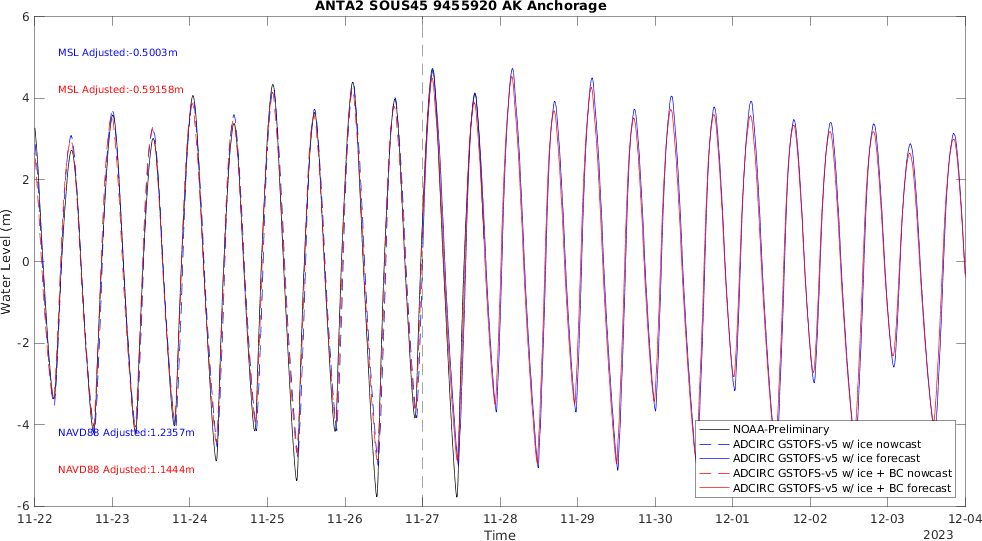 ANTA2 SOUS45 9455920 AK Anchorage
6
MSL Adjusted:-0.5003m
MSL Adjusted:-0.59158m
4
2
0
-2
-4
-6
Water Level (m)
NAVD88 Adjusted:1.2357m
NAVD88 Adjusted:1.1444m
NOAA-Preliminary
ADCIRC GSTOFS-v5 w/ ice nowcast
ADCIRC GSTOFS-v5 w/ ice forecast
ADCIRC GSTOFS-v5 w/ ice + BC nowcast
ADCIRC GSTOFS-v5 w/ ice + BC forecast
11-22 11-23 11-24 11-25 11-26 11-27 11-28 11-29 11-30 12-01 12-02 12-03 12-04
Time
2023